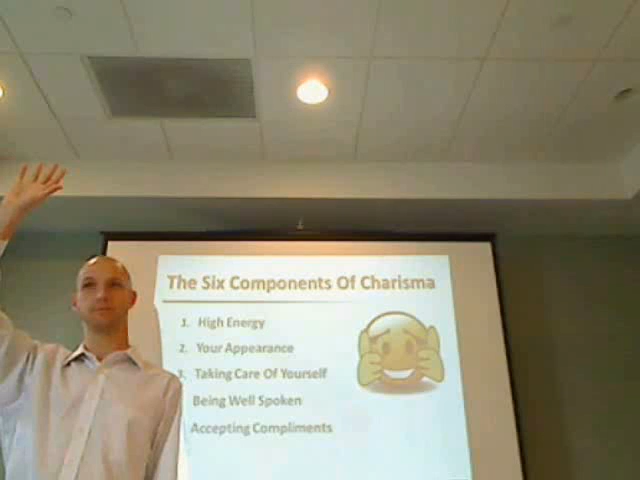 The Six Components Of Charisma
1. High Energy
2. Your Appearance
3. Taking Care Of Yourself
Being Well Spoken
Accepting Compliments